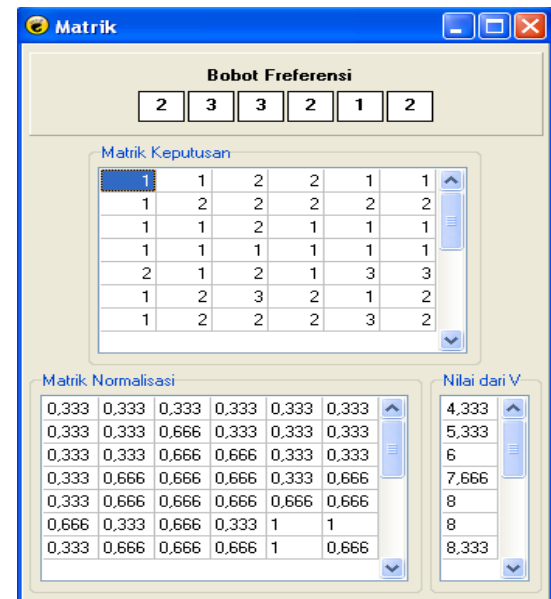 Matrik
Bobot Freferensi
2 3 3 2 1 2
Matrik Keputusan
1 1 2 2 1 1
1 2 2 2 2 2
1 1 2 1 1 1
1 1 1 1 1 1
2 1 2 1 3 3
1 2 3 2 1 2
1 2 2 2 3 2
Matrik Normalisasi
0,333 0,333 0,333 0,333 0,333 0,333
0,333 0,333 0,666 0,333 0,333 0,333
0,333 0,333 0,666 0,666 0,333 0,333
0,333 0,666 0,666 0,666 0,333 0,666
0,333 0,666 0,666 0,666 0,666 0,666
0,666 0,333 0,666 0,333 1 1
0,333 0,666 0,666 0,666 1 0,666
Nilai dari V
4,333
5,333
6
7,666
8
8
8,333